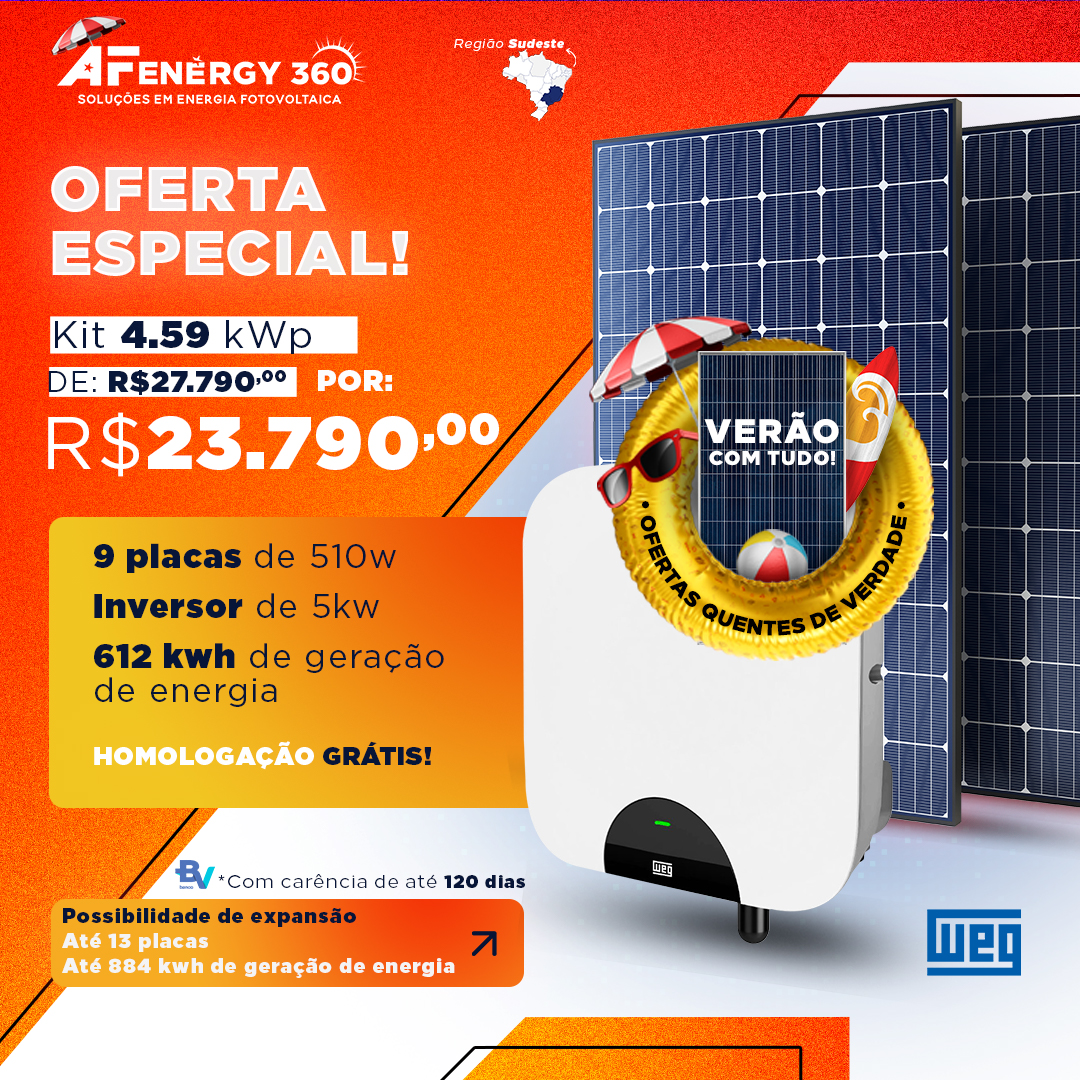 AFENERGY 360
SOLUÇÕES EM ENERGIA FOTOVOLTAICA
Região Sudeste
OFERTA
ESPECIAL!
Kit 4.59 kWp
DE: R$27.790,00 POR:
R$23.790,00
VERÃO
COM TUDO!
• OFERTAS QUENTES DE VERDADE •
9 placas de 510w
Inversor de 5kw
612 kwh de geração
de energia
HOMOLOGAÇÃO GRÁTIS!
weg
BV
banco
*Com carência de até 120 dias
Possibilidade de expansão
Até 13 placas
Até 884 kwh de geração de energia
weg